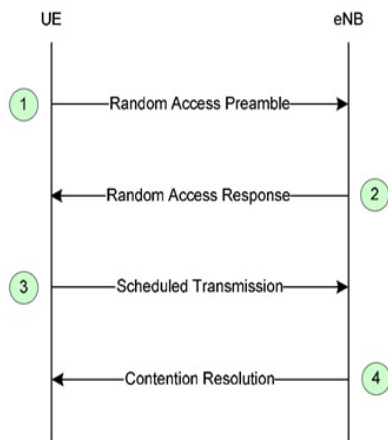 UE eNB
1 Random Access Preamble
Random Access Response 2
3 Scheduled Transmission
Contention Resolution 4